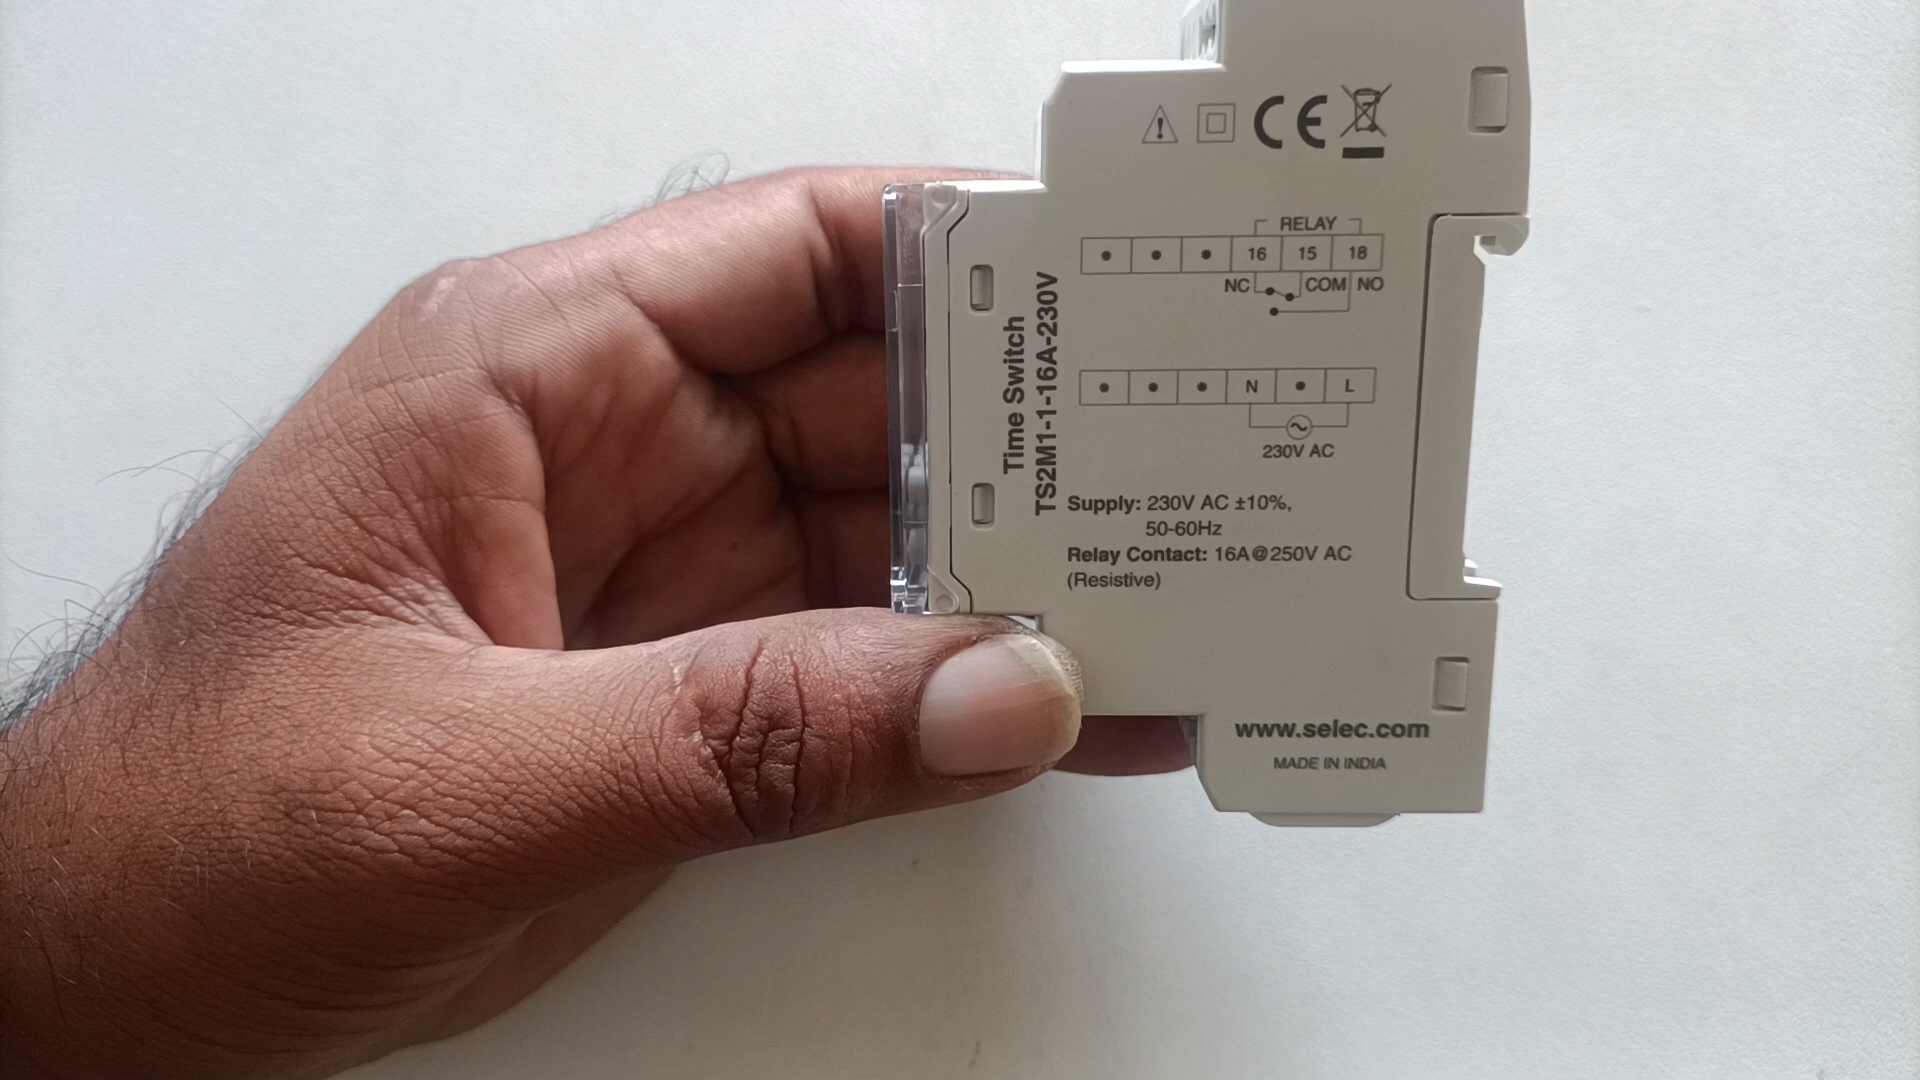 CE
RELAY
16 15 18
NC COM NO
N L
230V AC
Time Switch
TS2M1-1-16A-230V
Supply: 230V AC ±10%,
50-60Hz
Relay Contact: 16A@250V AC
(Resistive)
www.selec.com
MADE IN INDIA